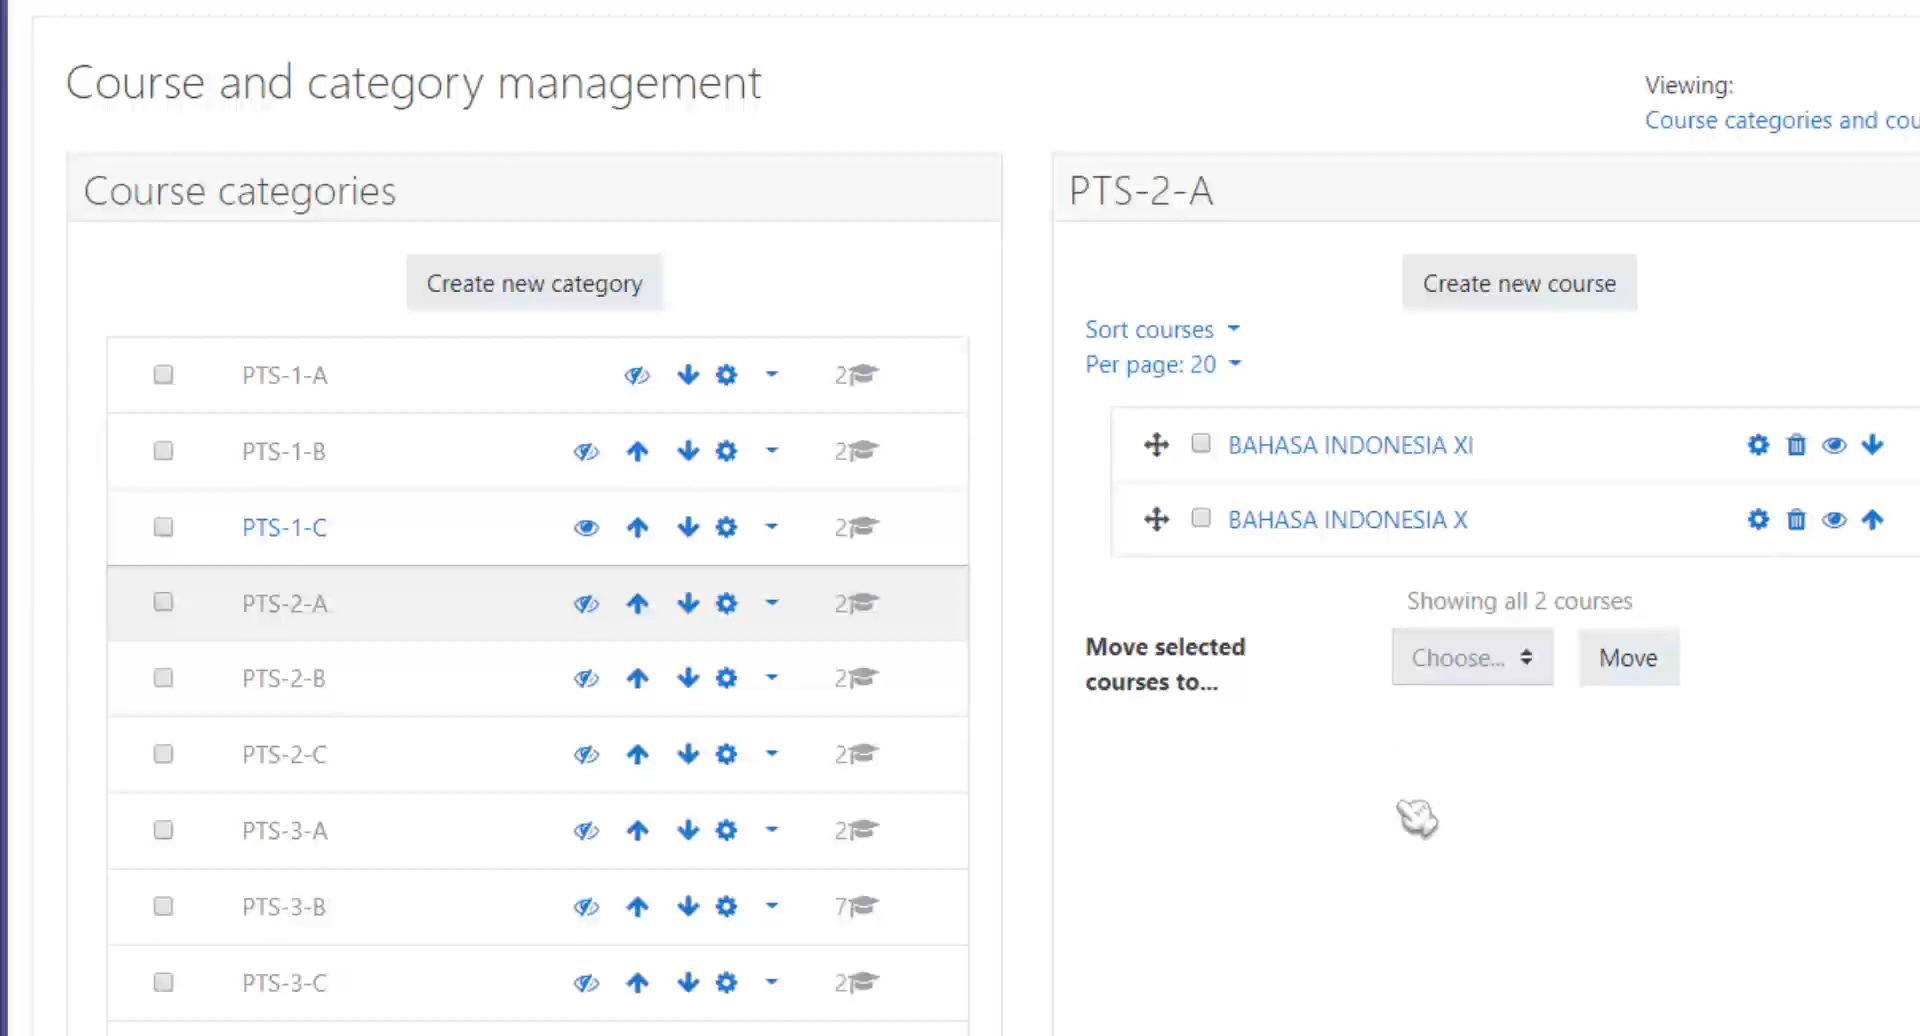 Course and category management
Viewing:
Course categories and cou
Course categories
Create new category
PTS-1-A 2
PTS-1-B 2
PTS-1-C 2
PTS-2-A 2
PTS-2-B 2
PTS-2-C 2
PTS-3-A 2
PTS-3-B 7
PTS-3-C 2
PTS-2-A
Create new course
Sort courses
Per page: 20
BAHASA INDONESIA XI
BAHASA INDONESIA X
Showing all 2 courses
Move selected
courses to...
Choose...
Move